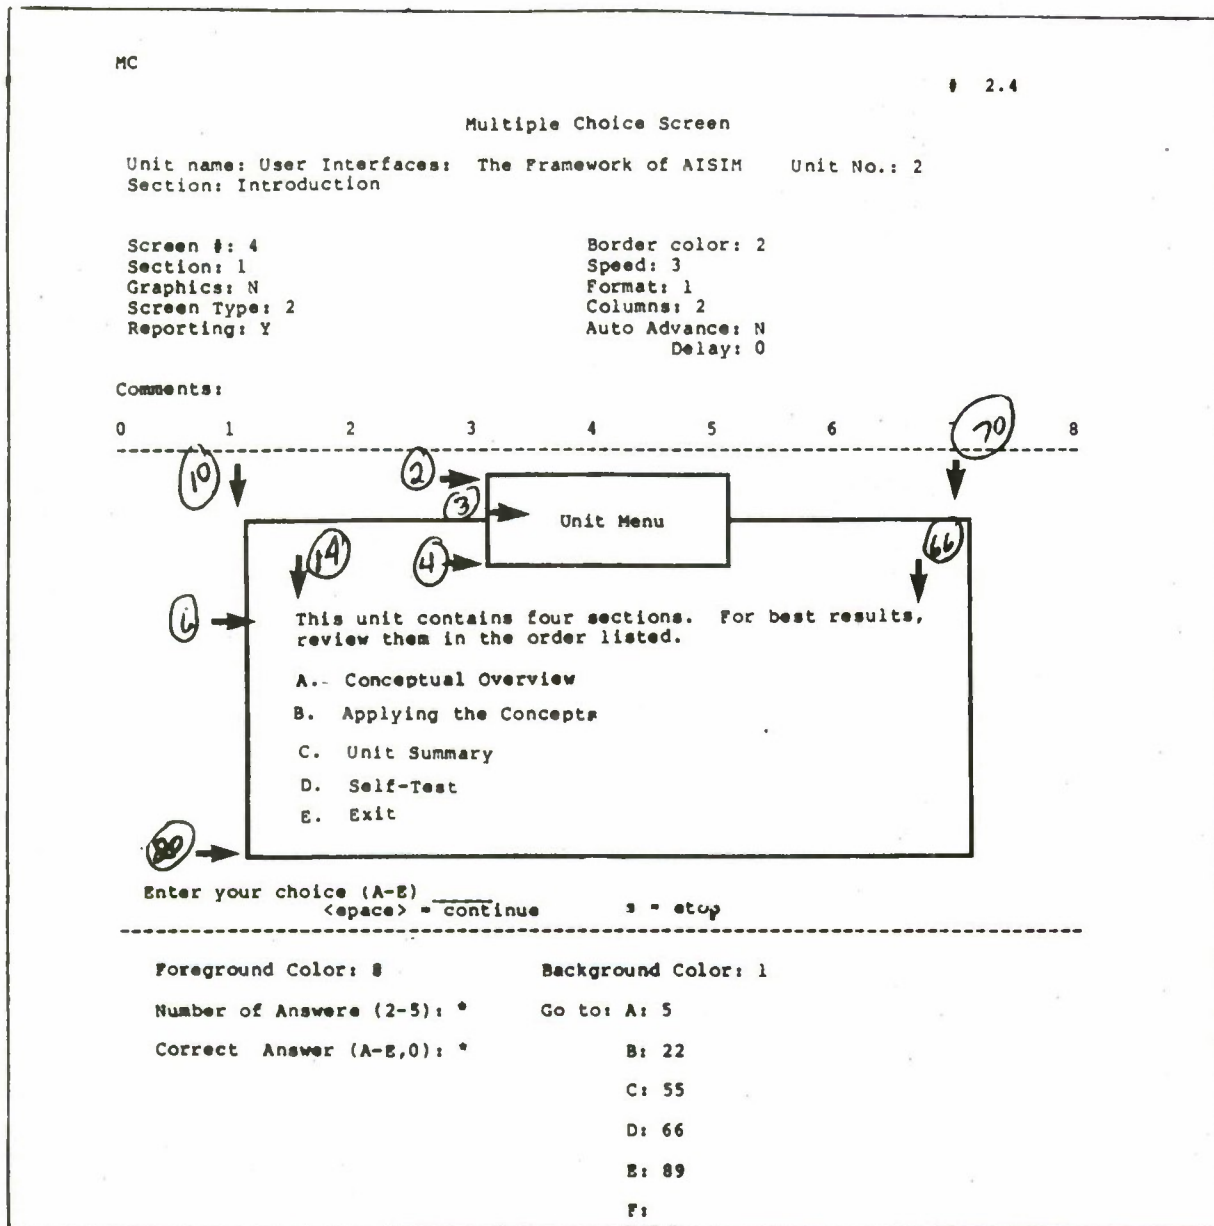 MC
# 2.4
Multiple Choice Screen
Unit name: User Interfaces: The Framework of AISIM Unit No.: 2
Section: Introduction
Screen #: 4 Border color: 2
Section: 1 Speed: 3
Graphics: N Format: 1
Screen Type: 2 Columns: 2
Reporting: Y Auto Advance: N
Delay: 0
Comments:
0 1 2 3 4 5 6 7 8
70
10
2
3
Unit Menu
14
4
66
6
This unit contains four sections. For best results,
review them in the order listed.
A. Conceptual Overview
B. Applying the Concepts
C. Unit Summary
D. Self-Test
E. Exit
Enter your choice (A-E)
<space> = continue s = stop
Foreground Color: 8 Background Color: 1
Number of Answers (2-5): * Go to: A: 5
Correct Answer (A-E,0): * B: 22
C: 55
D: 66
E: 89
F: